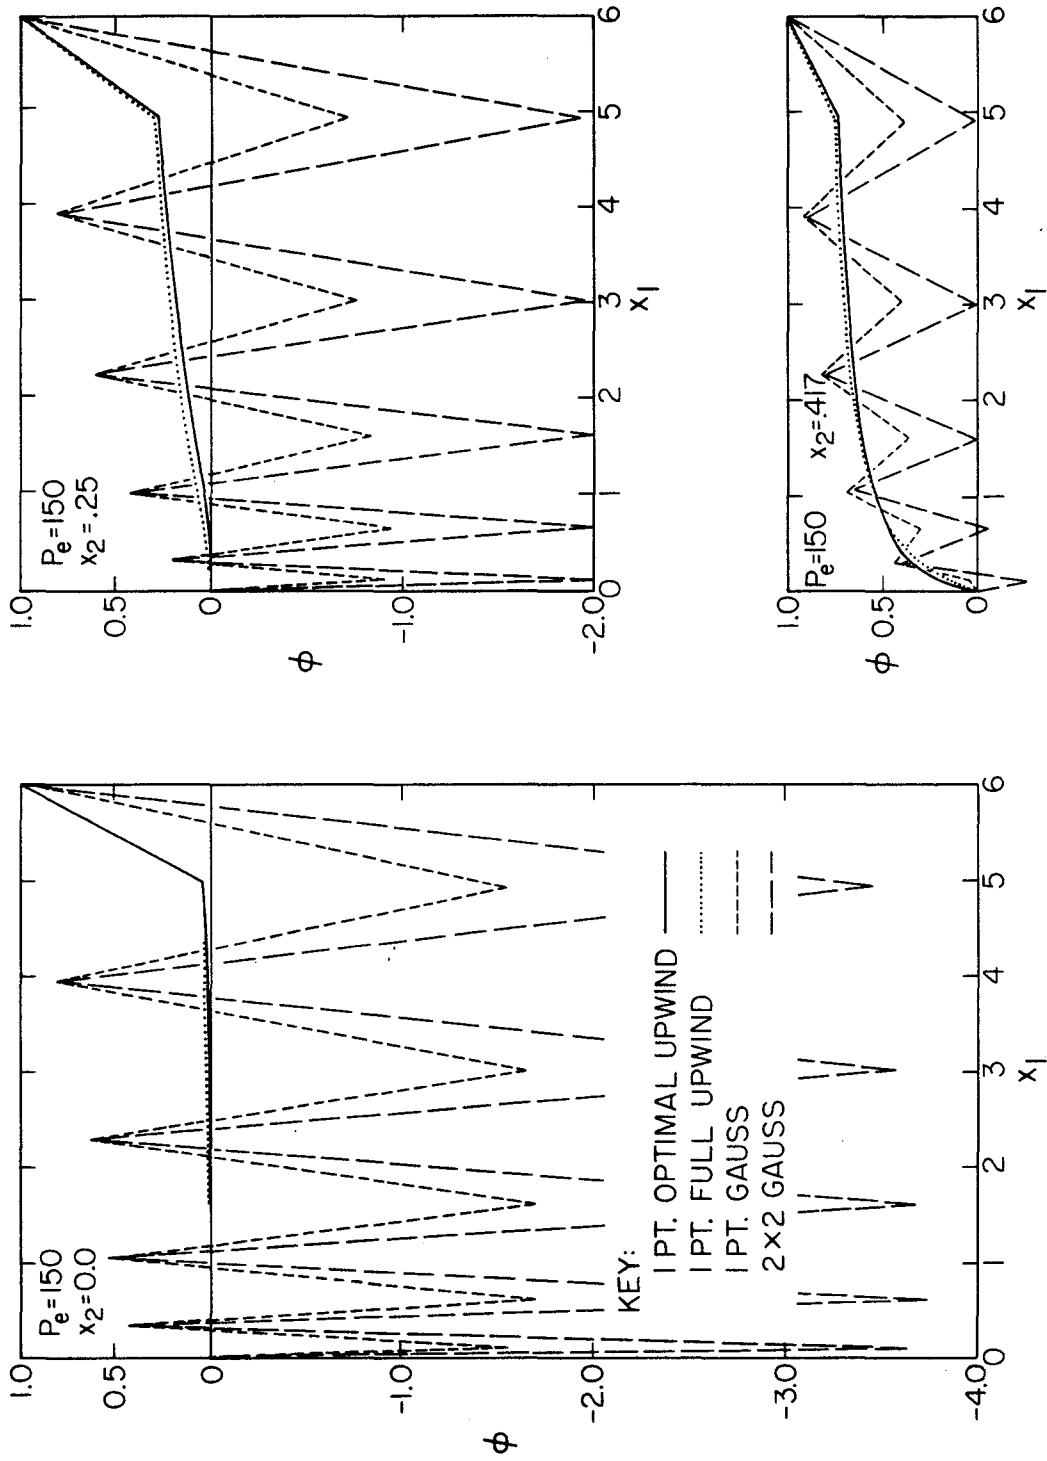 Pe=150
x2=0.0
1.0
0.5
0
-1.0
-2.0
-3.0
-4.0
ϕ
0 1 2 3 4 5 6
x1
KEY:
1 PT. OPTIMAL UPWIND
1 PT. FULL UPWIND
1 PT. GAUSS
2×2 GAUSS
Pe=150
x2=.25
1.0
0.5
0
-1.0
-2.0
ϕ
0 1 2 3 4 5 6
x1
Pe=150 x2=.417
1.0
ϕ 0.5
0
0 1 2 3 4 5 6
x1